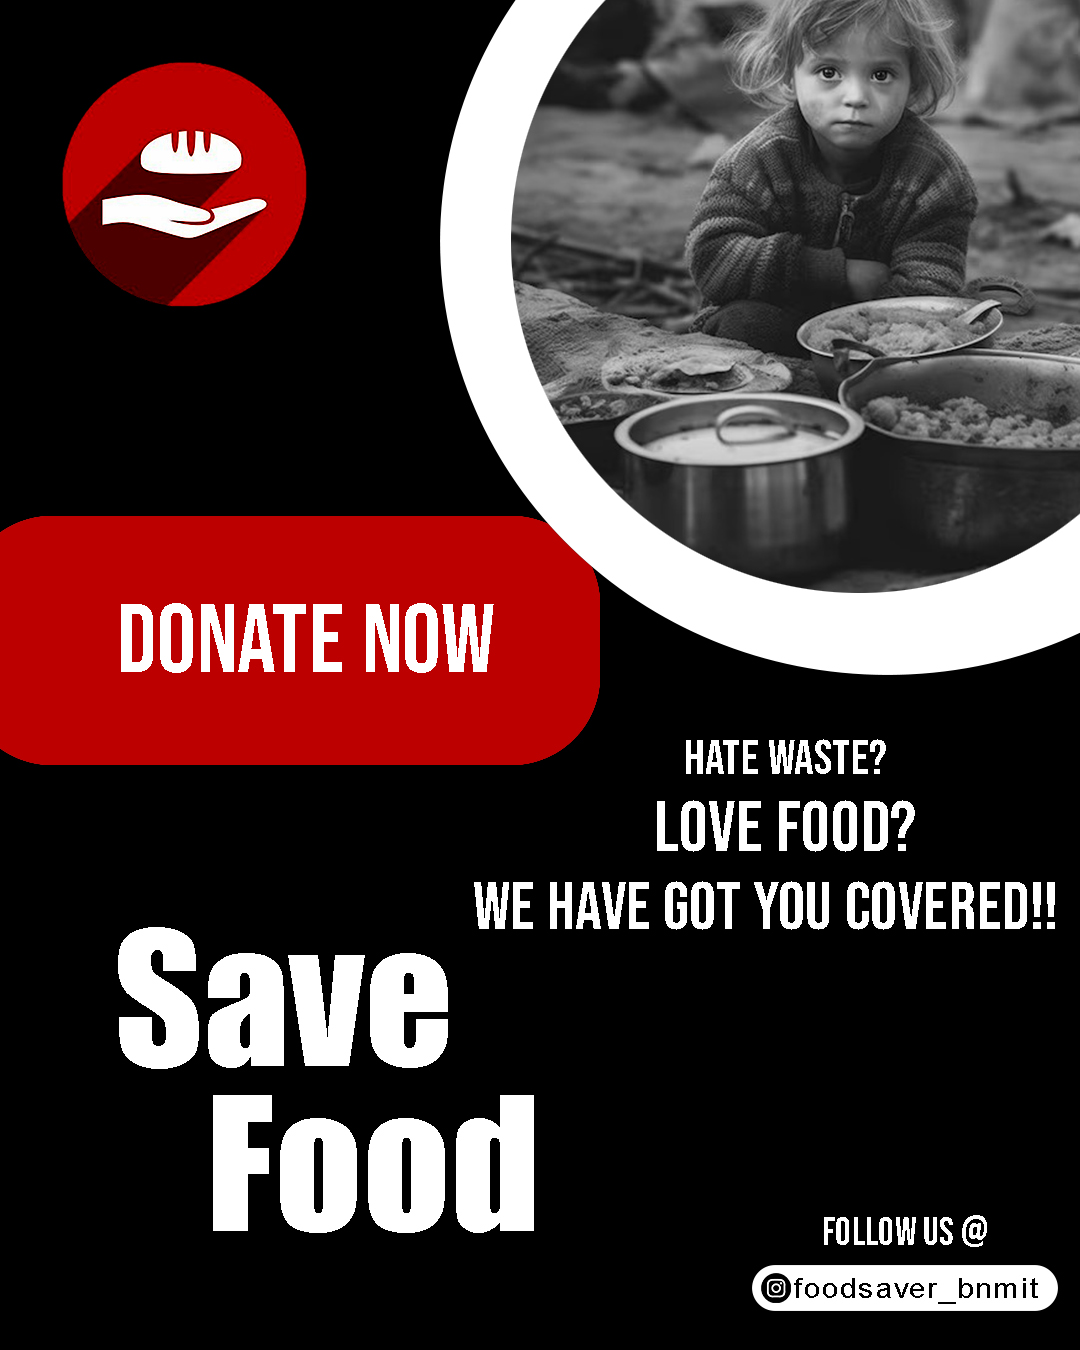 DONATE NOW
HATE WASTE?
LOVE FOOD?
WE HAVE GOT YOU COVERED!!
Save
Food
FOLLOW US @
foodsaver_bnmit